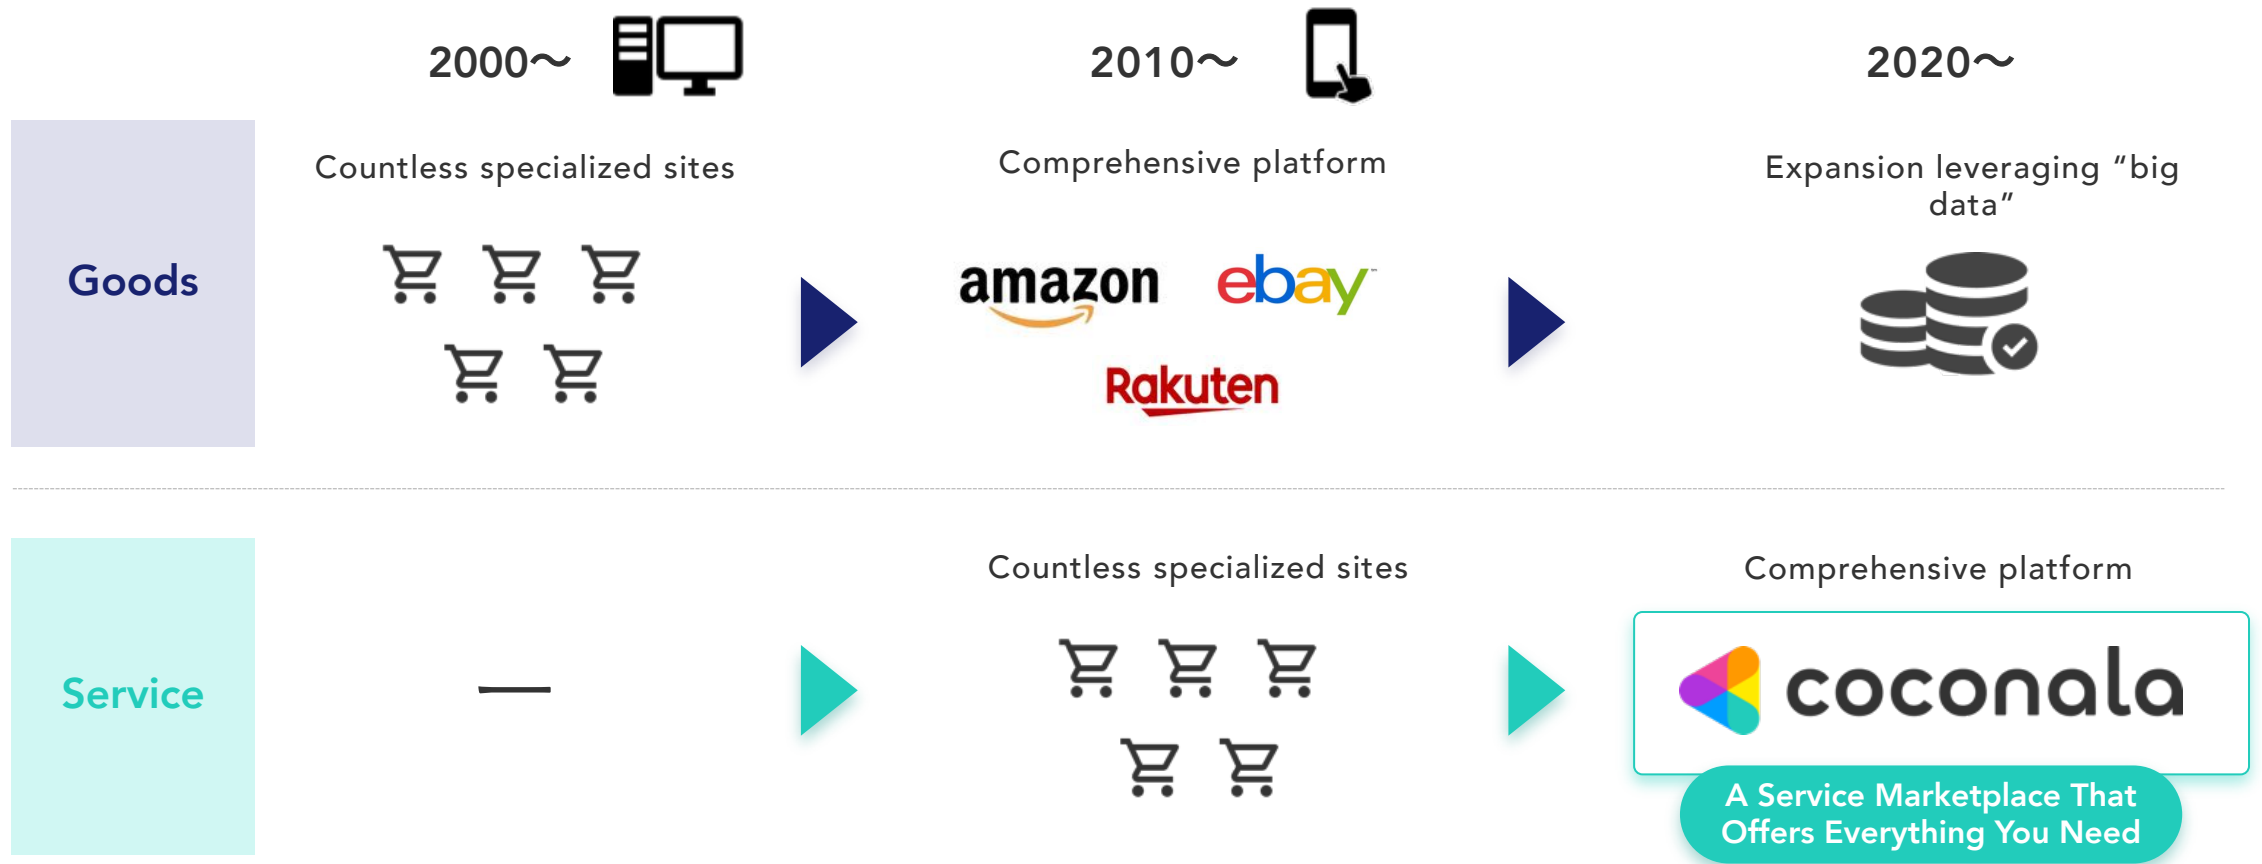 2000〜
2010〜
2020〜
Goods
Countless specialized sites
Comprehensive platform
amazon
ebay
Rakuten
Expansion leveraging “big
data”
Service
—
Countless specialized sites
Comprehensive platform
coconala
A Service Marketplace That
Offers Everything You Need